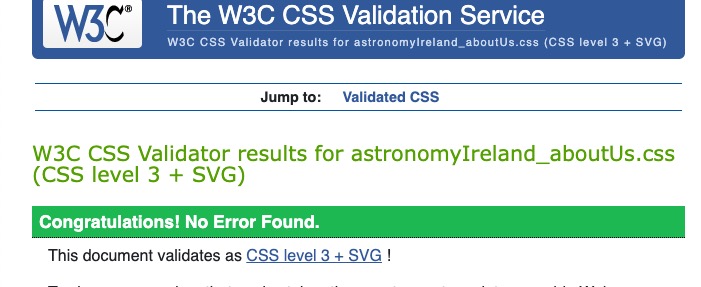 W3C®
The W3C CSS Validation Service
W3C CSS Validator results for astronomyIreland_aboutUs.css (CSS level 3 + SVG)
Jump to: Validated CSS
W3C CSS Validator results for astronomyIreland_aboutUs.css
(CSS level 3 + SVG)
Congratulations! No Error Found.
This document validates as CSS level 3 + SVG !